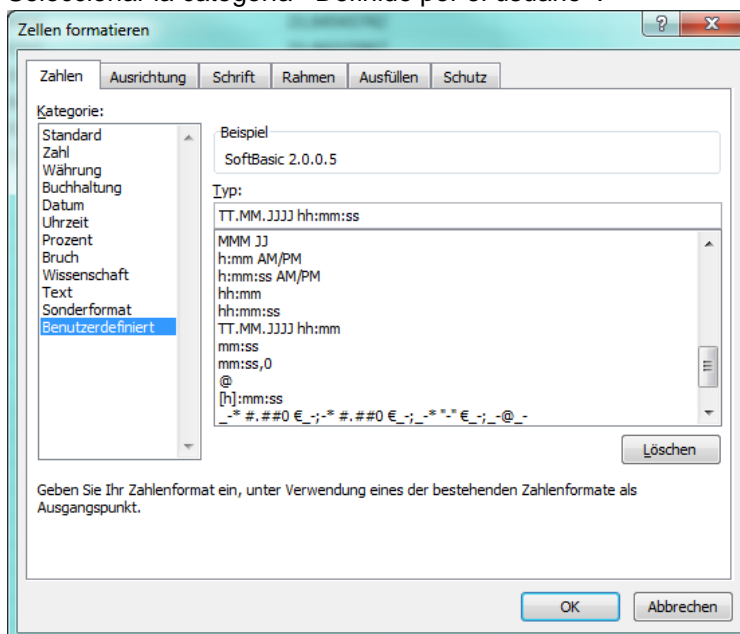 Seleccionar la categoría "Definido por el usuario".
Zellen formatieren
Zahlen Ausrichtung Schrift Rahmen Ausfüllen Schutz
Kategorie:
Standard
Zahl
Währung
Buchhaltung
Datum
Uhrzeit
Prozent
Bruch
Wissenschaft
Text
Sonderformat
Benutzerdefiniert
Beispiel
SoftBasic 2.0.0.5
Typ:
TT.MM.JJJJ hh:mm:ss
MMM JJ
h:mm AM/PM
h:mm:ss AM/PM
hh:mm
hh:mm:ss
TT.MM.JJJJ hh:mm
mm:ss
mm:ss,0
@
[h]:mm:ss
_-* #.##0 €_-;-* #.##0 €_-;_-* "-" €_-;_-@_-
Löschen
Geben Sie Ihr Zahlenformat ein, unter Verwendung eines der bestehenden Zahlenformate als
Ausgangspunkt.
OK Abbrechen